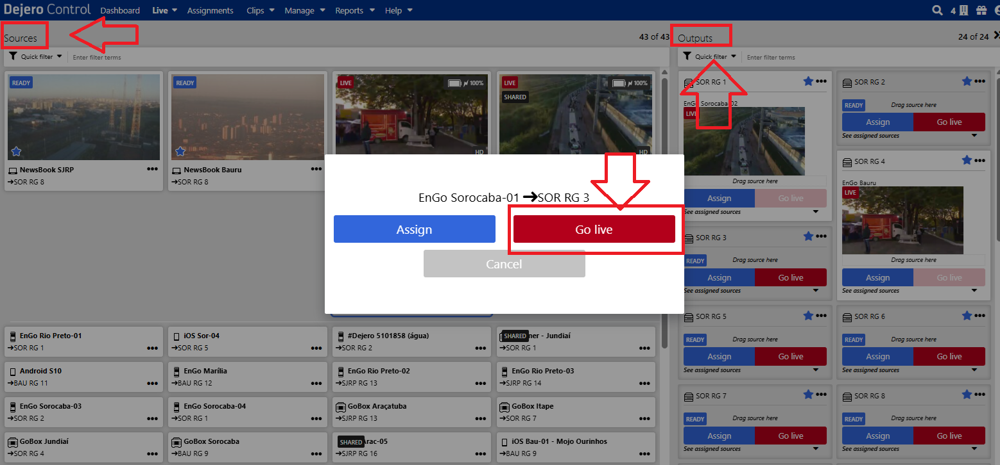 Dejero Control Dashboard Live Assignments Clips Manage Reports Help 4
Sources
43 of 43
Quick filter Enter filter terms
READY
NewsBook SJRP
SOR RG 8
READY
NewsBook Bauru
SOR RG 8
LIVE 100%
HD
LIVE 100%
SHARED
HD
EnGo Sorocaba-01 →SOR RG 3
Assign Go live
Cancel
EnGo Rio Preto-01
→SOR RG 1
iOS Sor-04
→SOR RG 5
#Dejero 5101858 (água)
→SOR RG 2
SHARED ner - Jundiaí
→SOR RG 1
Android S10
→BAU RG 11
EnGo Marília
→BAU RG 12
EnGo Rio Preto-02
→SJRP RG 13
EnGo Rio Preto-03
→SJRP RG 14
EnGo Sorocaba-03
→SOR RG 2
EnGo Sorocaba-04
→SOR RG 1
GoBox Araçatuba
→SJRP RG 13
GoBox Itape
→SOR RG 7
GoBox Jundiaí
→SOR RG 4
GoBox Sorocaba
→BAU RG 9
SHARED Arac-05
→SJRP RG 16
iOS Bau-01 - Mojo Ourinhos
→BAU RG 9
Outputs
24 of 24
Quick filter Enter filter terms
SOR RG 1
EnGo Sorocaba-02
LIVE
Drag source here
Assign Go live
See assigned sources
SOR RG 2
READY Drag source here
Assign Go live
See assigned sources
SOR RG 3
READY Drag source here
Assign Go live
See assigned sources
SOR RG 4
EnGo Bauru
LIVE
Drag source here
Assign Go live
See assigned sources
SOR RG 5
READY Drag source here
Assign Go live
See assigned sources
SOR RG 6
READY Drag source here
Assign Go live
See assigned sources
SOR RG 7
READY Drag source here
Assign Go live
See assigned sources
SOR RG 8
READY Drag source here
Assign Go live
See assigned sources